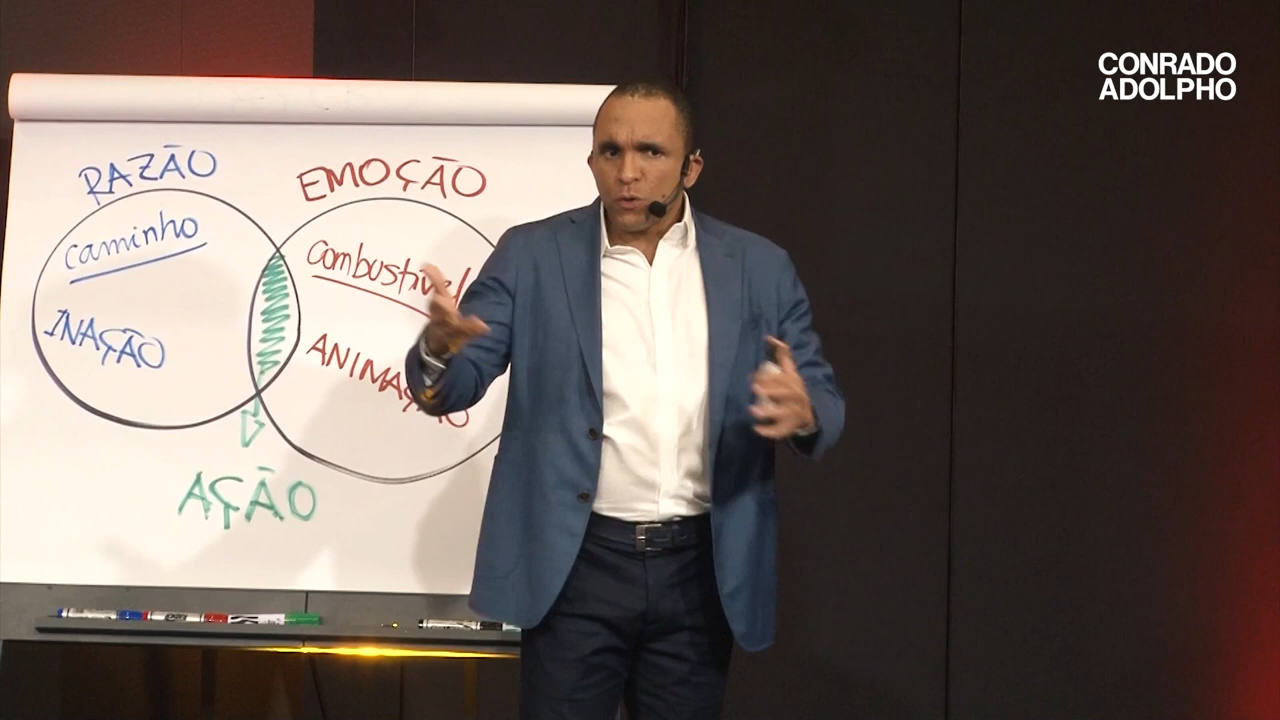 CONRADO
ADOLPHO
RAZÃO
EMOÇÃO
caminho
combustível
INAÇÃO
ANIMAÇÃO
AÇÃO